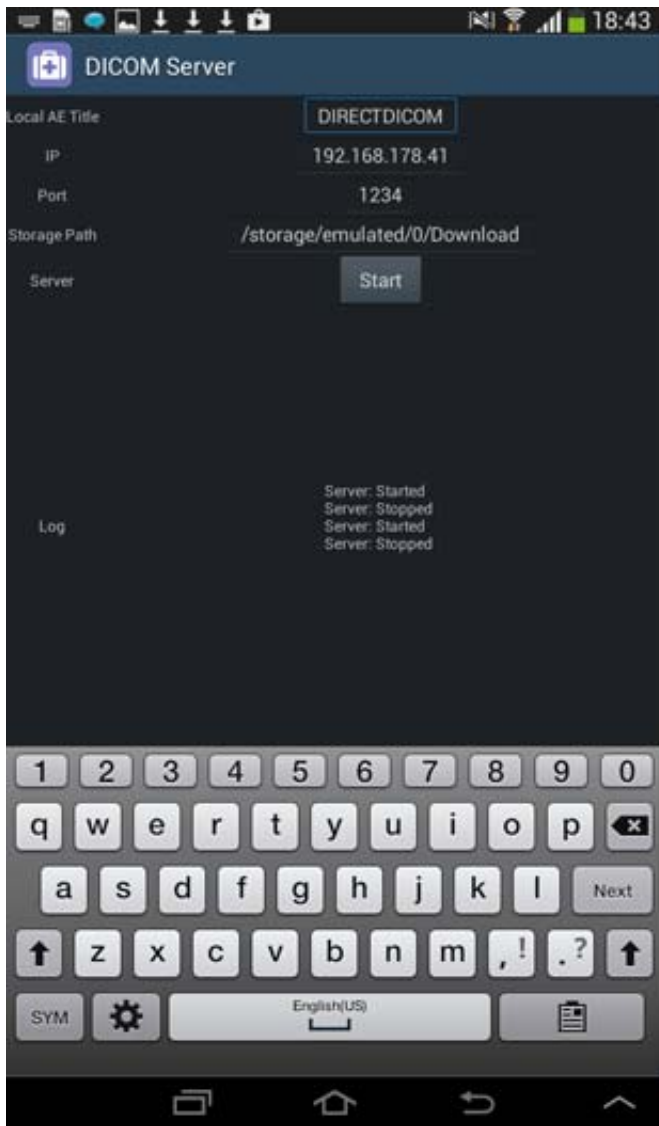 18:43
DICOM Server
Local AE Title DIRECTDICOM
IP 192.168.178.41
Port 1234
Storage Path /storage/emulated/0/Download
Server Start
Server: Started
Server: Stopped
Log
Server: Started
Server: Stopped
1 2 3 4 5 6 7 8 9 0
q w e r t y u i o p
a s d f g h j k l Next
z x c v b n m , ! . ?
SYM English(US)